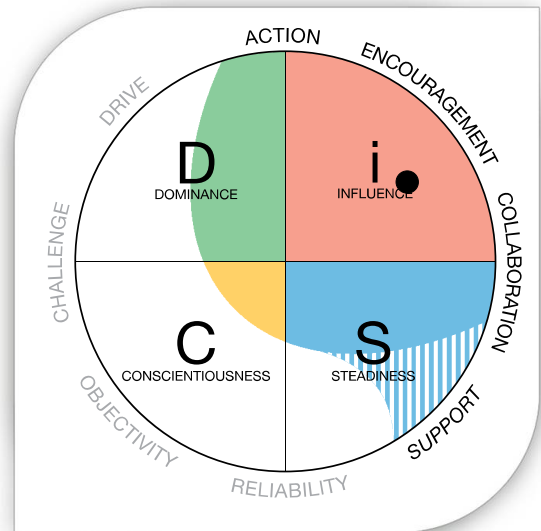 ACTION
ENCOURAGEMENT
DRIVE
D
DOMINANCE
i
INFLUENCE
CHALLENGE
COLLABORATION
C
CONSCIENTIOUSNESS
S
STEADINESS
OBJECTIVITY
SUPPORT
RELIABILITY